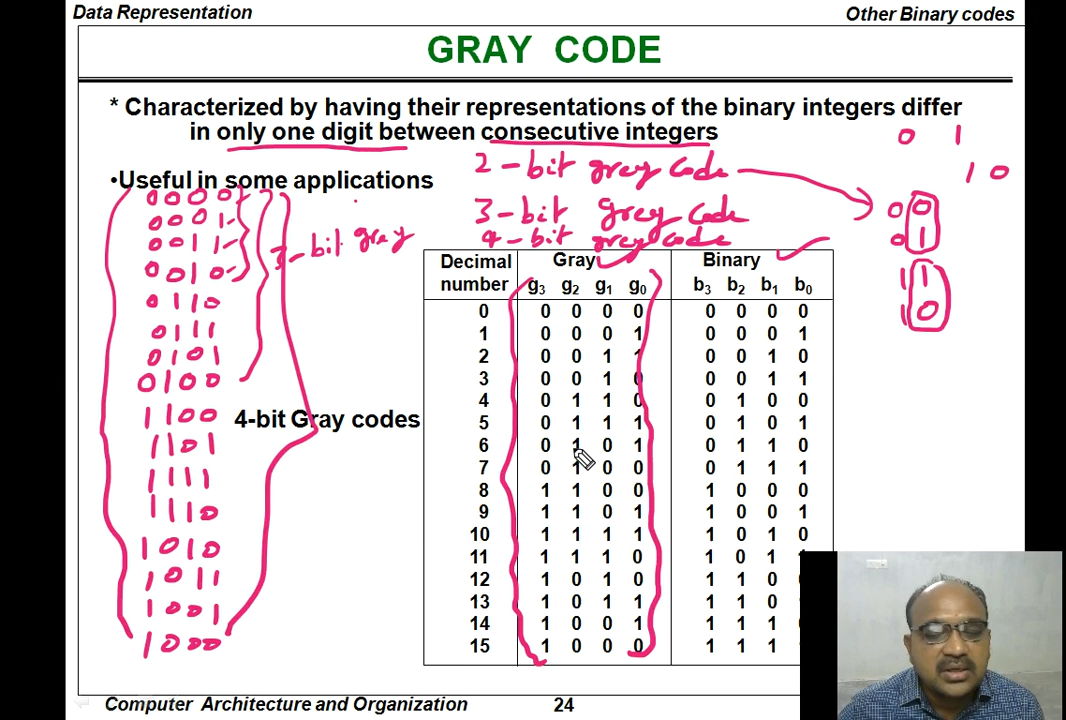 Data Representation
Other Binary codes
GRAY CODE
* Characterized by having their representations of the binary integers differ
in only one digit between consecutive integers
0 1
1 0
•Useful in some applications
2-bit grey code
3-bit grey code
4-bit grey code
00
01
11
10
0000
0001
0011
0010
0110
0111
0101
0100
1100
1101
1111
1110
1010
1011
1001
1000
3-bit grey
4-bit Gray codes
Decimal Gray Binary
number g3 g2 g1 g0 b3 b2 b1 b0
0 0 0 0 0 0 0 0 0
1 0 0 0 1 0 0 0 1
2 0 0 1 1 0 0 1 0
3 0 0 1 0 0 0 1 1
4 0 1 1 0 0 1 0 0
5 0 1 1 1 0 1 0 1
6 0 1 0 1 0 1 1 0
7 0 1 0 0 0 1 1 1
8 1 1 0 0 1 0 0 0
9 1 1 0 1 1 0 0 1
10 1 1 1 1 1 0 1 0
11 1 1 1 0 1 0 1 1
12 1 0 1 0 1 1 0 0
13 1 0 1 1 1 1 0
14 1 0 0 1 1 1 1
15 1 0 0 0 1 1 1
Computer Architecture and Organization
24